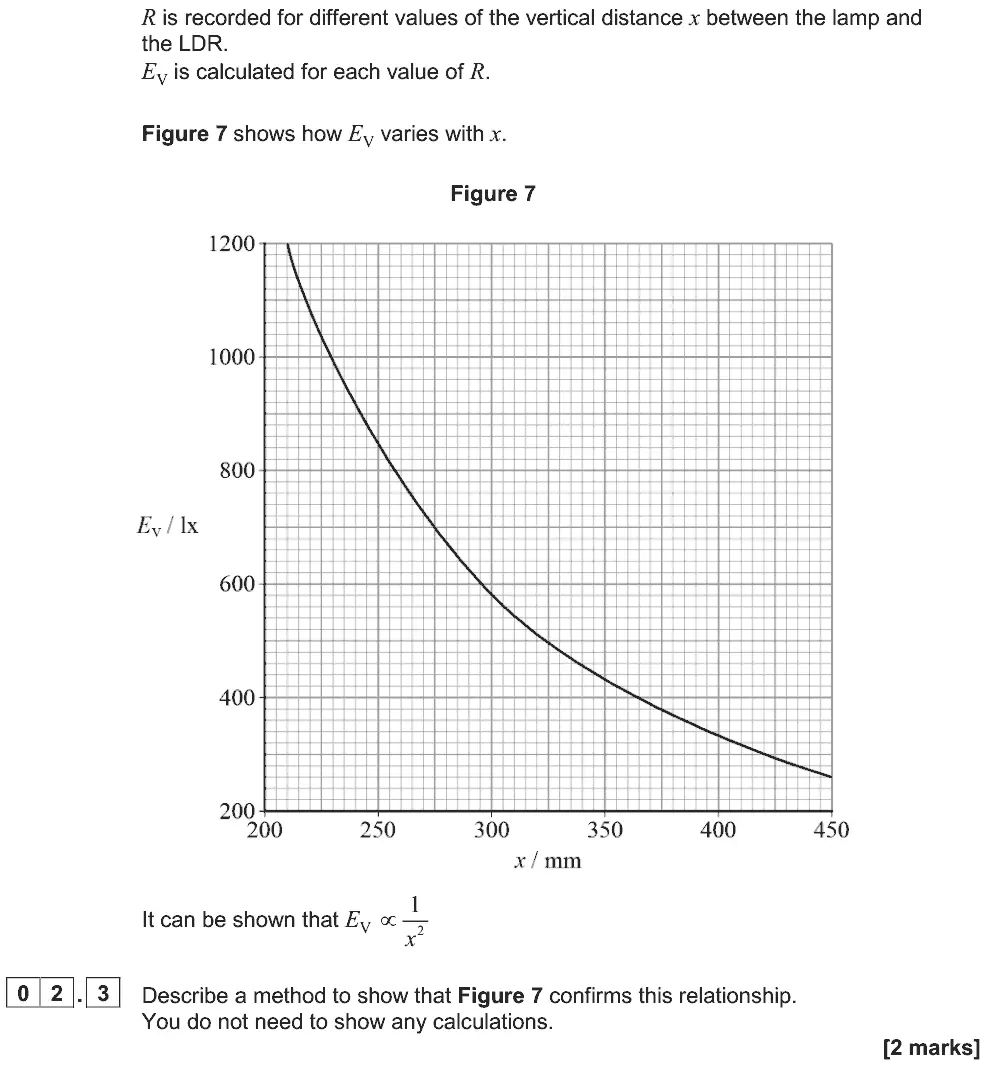 R is recorded for different values of the vertical distance x between the lamp and
the LDR.
E_V is calculated for each value of R.
Figure 7 shows how E_V varies with x.
Figure 7
1200
1000
800
E_V / lx
600
400
200
200 250 300 350 400 450
x / mm
It can be shown that E_V ∝ 1/x²
0 2 . 3 Describe a method to show that Figure 7 confirms this relationship.
You do not need to show any calculations.
[2 marks]